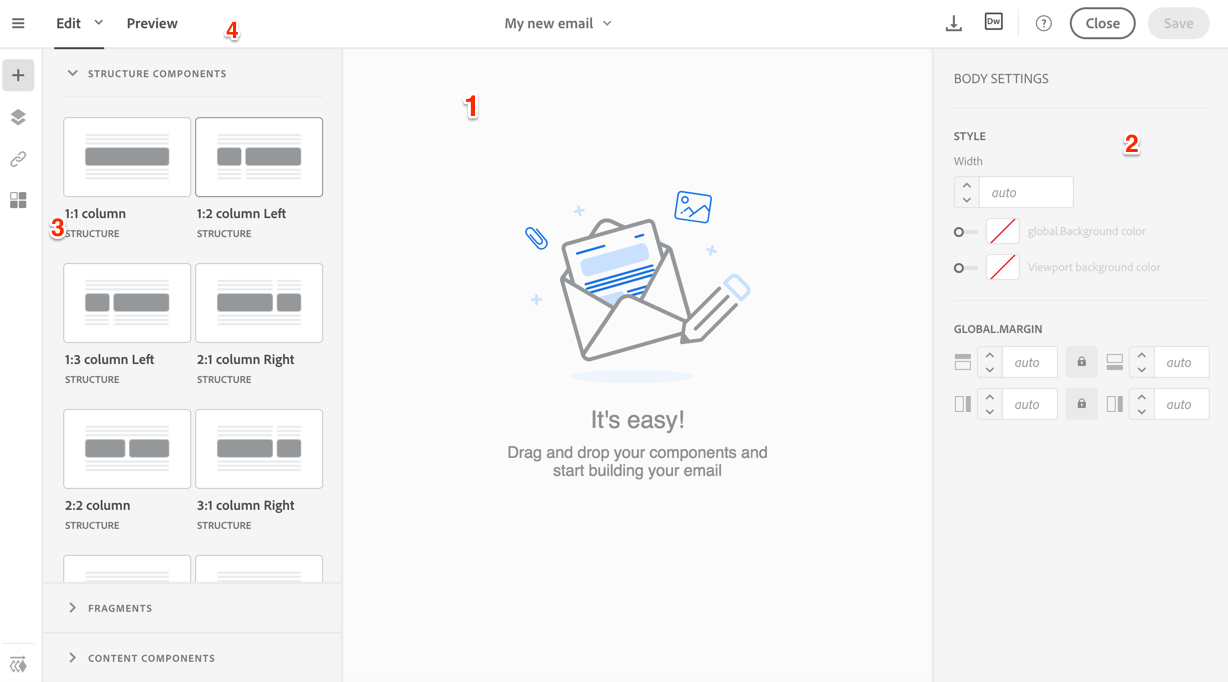 Edit
Preview
4
My new email
Dw
?
Close
Save
STRUCTURE COMPONENTS
1:1 column
STRUCTURE
1:2 column Left
STRUCTURE
3
1:3 column Left
STRUCTURE
2:1 column Right
STRUCTURE
2:2 column
STRUCTURE
3:1 column Right
STRUCTURE
FRAGMENTS
CONTENT COMPONENTS
1
It's easy!
Drag and drop your components and
start building your email
BODY SETTINGS
STYLE
2
Width
auto
global.Background color
Viewport background color
GLOBAL.MARGIN
auto
auto
auto
auto